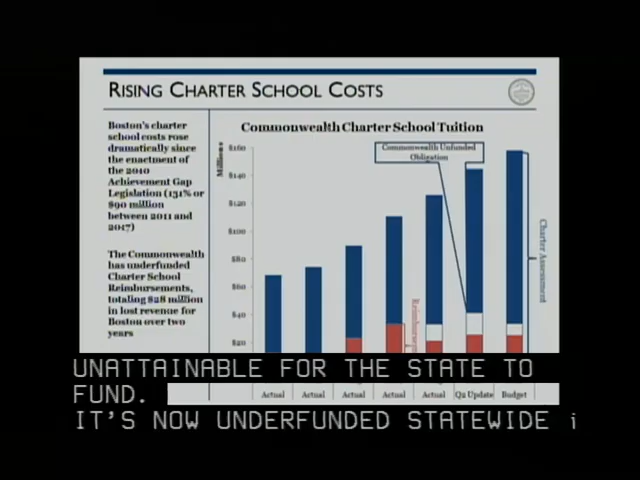 RISING CHARTER SCHOOL COSTS
Boston's charter
school costs rose
dramatically since
the enactment of
the 2010
Achievement Gap
Legislation (131% or
$90 million
between 2011 and
2017)
The Commonwealth
has underfunded
Charter School
Reimbursements,
totaling $28 million
in lost revenue for
Boston over two
years
Commonwealth Charter School Tuition
Millions
$160
$140
$120
$100
$80
$60
$40
$20
Commonwealth Unfunded
Obligation
Charter Assessment
Actual Actual Actual Actual Actual Q2 Update Budget
UNATTAINABLE FOR THE STATE TO
FUND.
IT'S NOW UNDERFUNDED STATEWIDE i